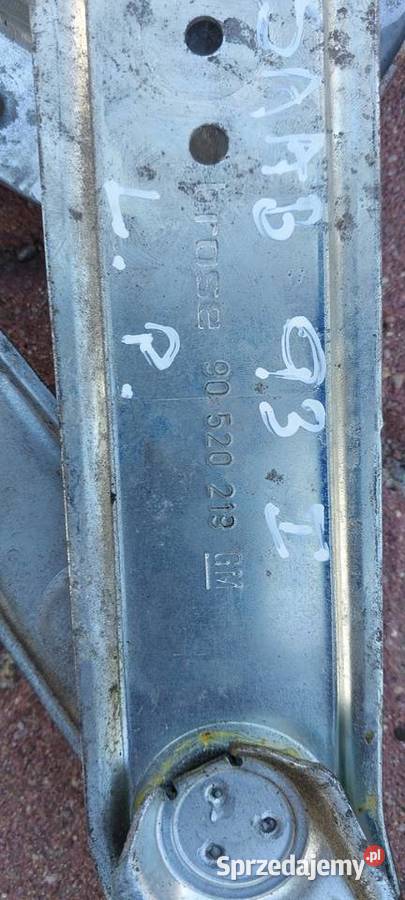 SAAB 93 I
L.P.
brose 90 520 218 GM
Sprzedajemy.pl